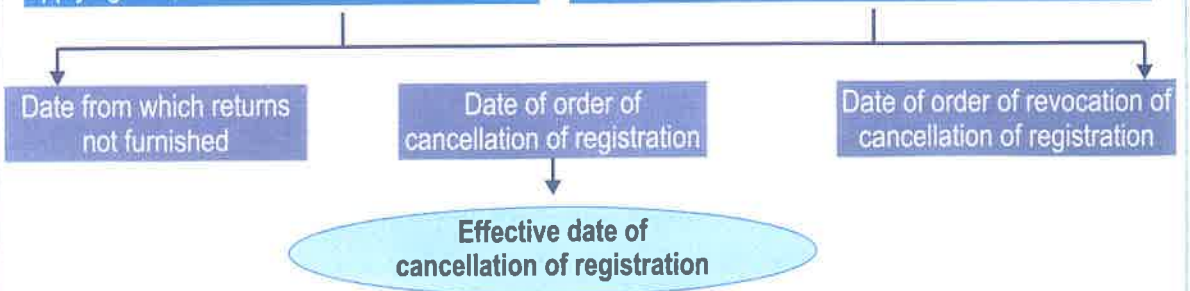 Date from which returns
not furnished
Date of order of
cancellation of registration
Date of order of revocation of
cancellation of registration
Effective date of
cancellation of registration